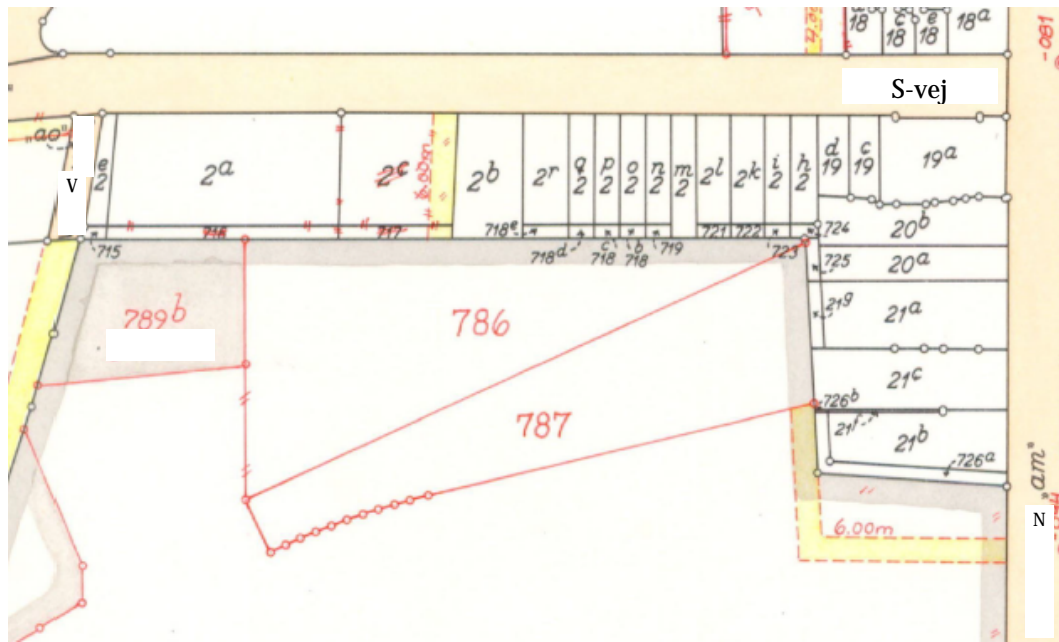 18 c 18 e 18 18a
-081
S-vej
"ao"
V
e 2
2a
2c
6.00m
2b
2r
q 2
p 2
o 2
n 2
m 2
2l
2k
i 2
h 2
d 19
c 19
19a
715
716
717
718e
718d
c 718
b 718
719
721
722
723
724
20b
725
20a
21g
21a
789b
786
787
21c
726b
21f
21b
726a
"am"
N
6.00m